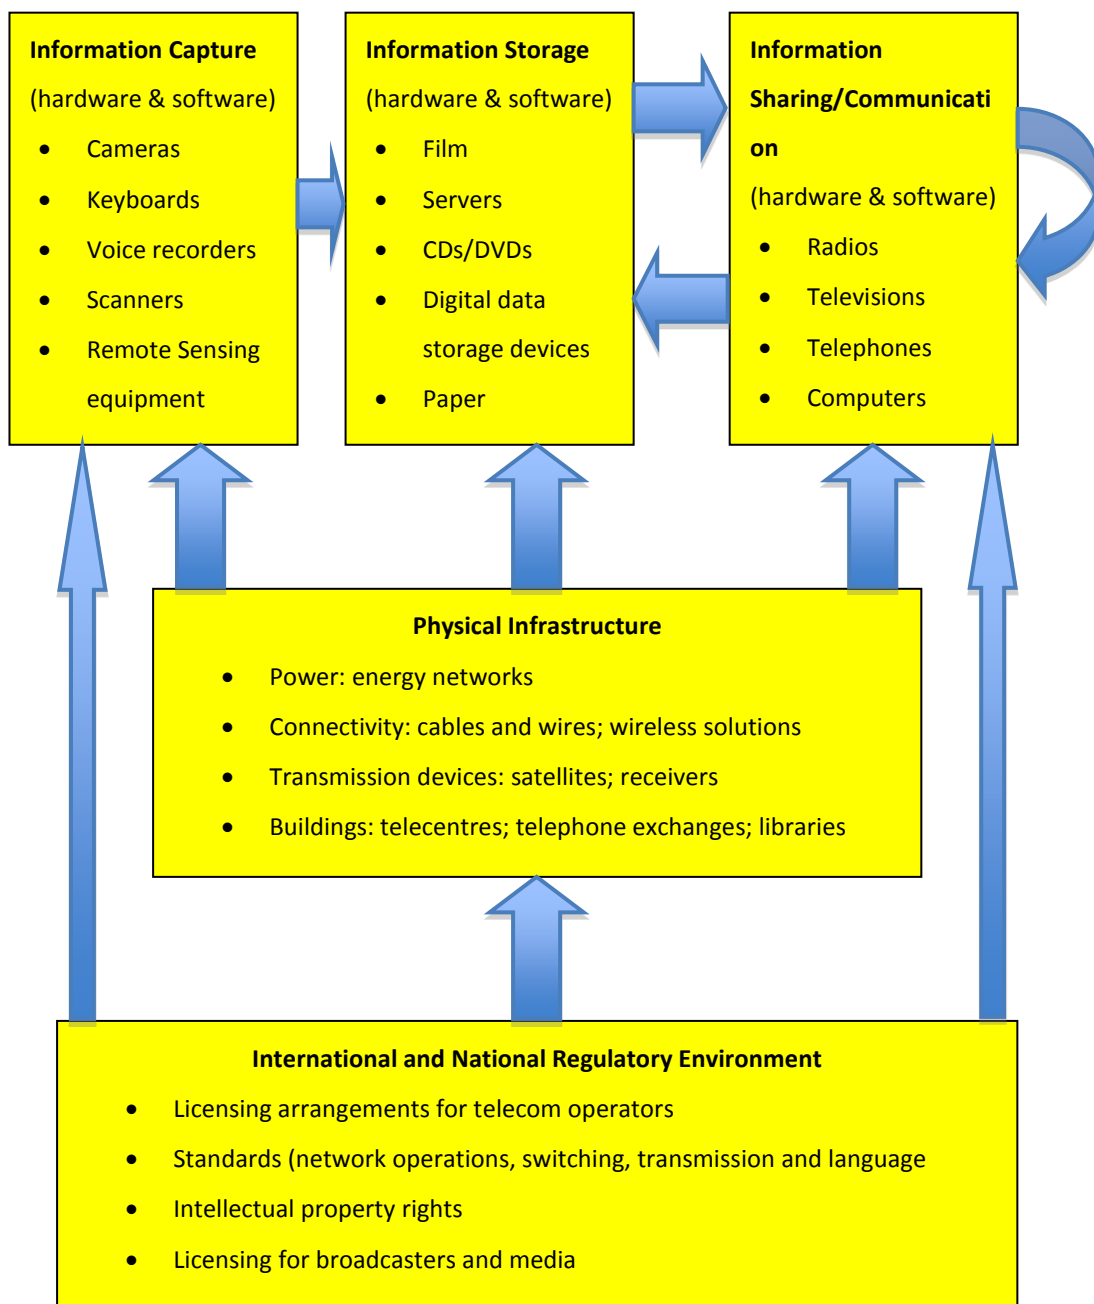 Information Capture
(hardware & software)
• Cameras
• Keyboards
• Voice recorders
• Scanners
• Remote Sensing
equipment
Information Storage
(hardware & software)
• Film
• Servers
• CDs/DVDs
• Digital data
storage devices
• Paper
Information
Sharing/Communicati
on
(hardware & software)
• Radios
• Televisions
• Telephones
• Computers
Physical Infrastructure
• Power: energy networks
• Connectivity: cables and wires; wireless solutions
• Transmission devices: satellites; receivers
• Buildings: telecentres; telephone exchanges; libraries
International and National Regulatory Environment
• Licensing arrangements for telecom operators
• Standards (network operations, switching, transmission and language
• Intellectual property rights
• Licensing for broadcasters and media